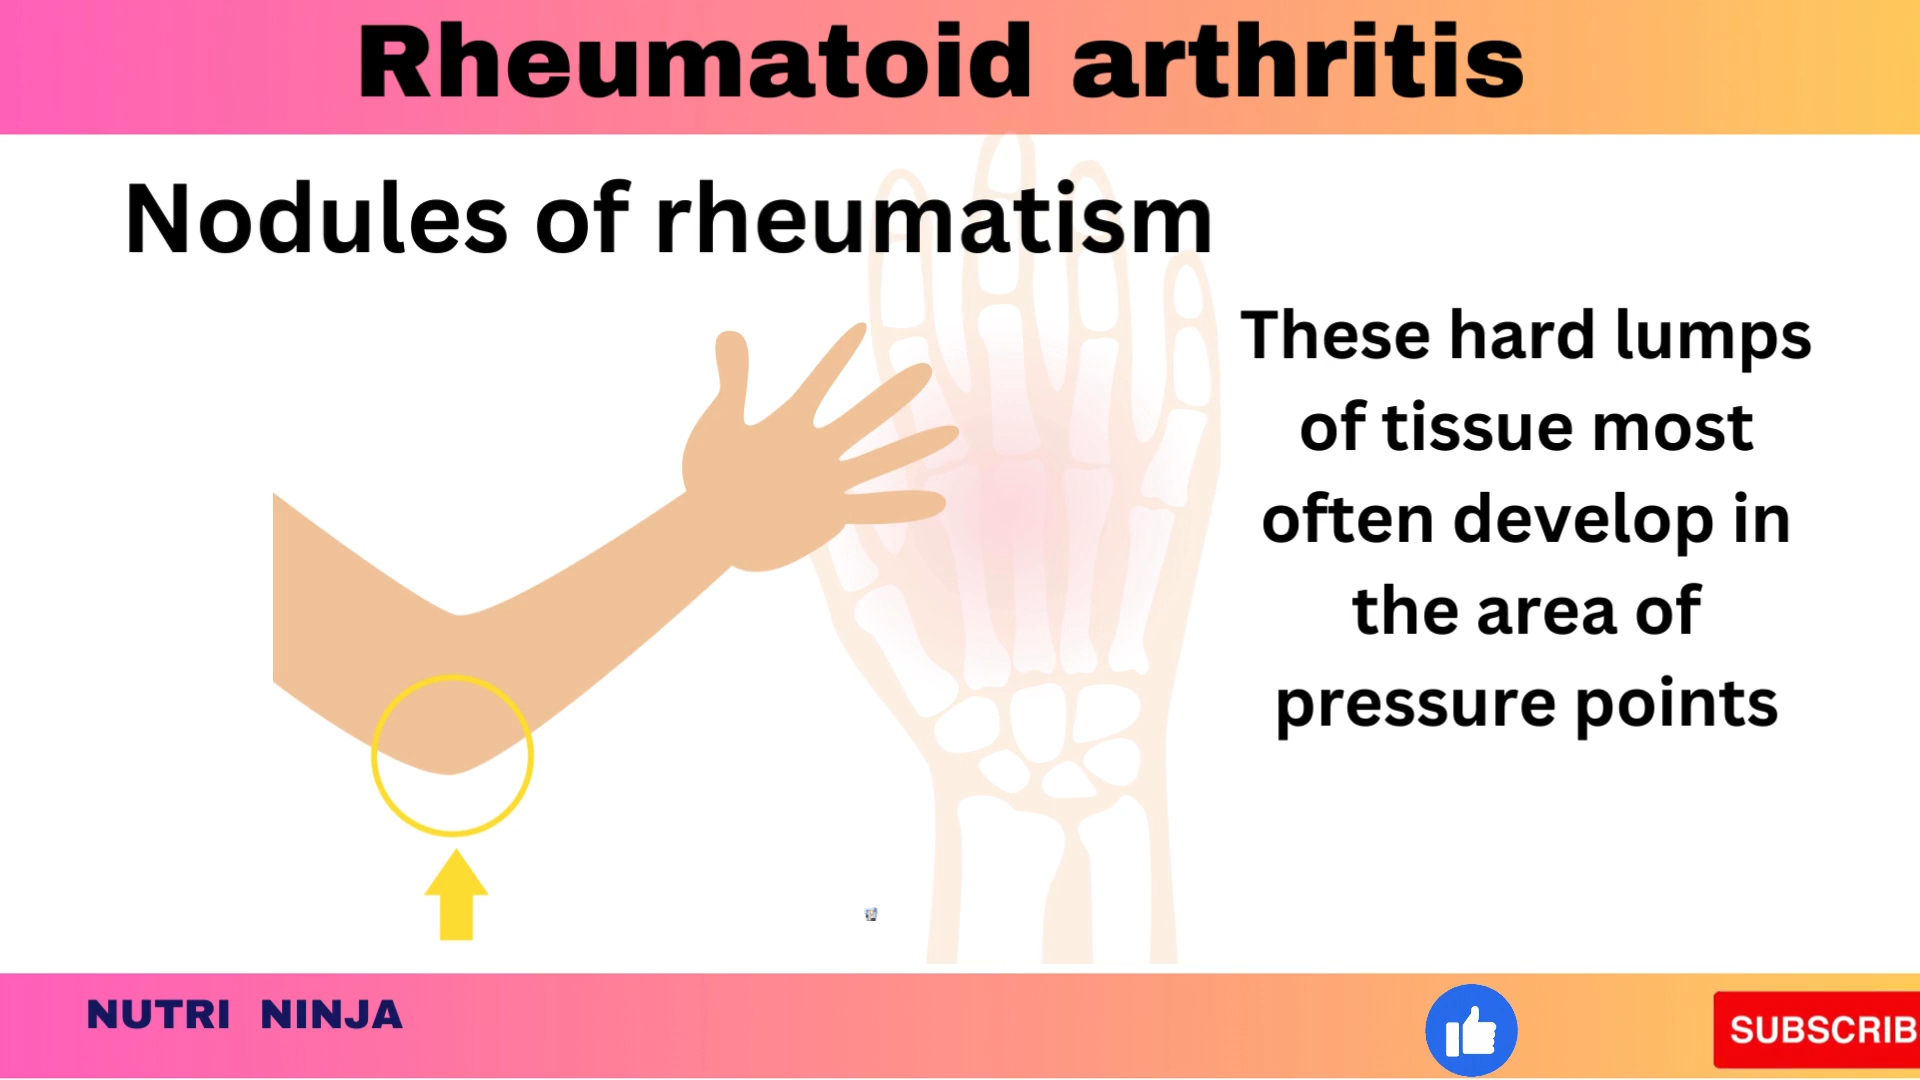 Rheumatoid arthritis
Nodules of rheumatism
These hard lumps
of tissue most
often develop in
the area of
pressure points
NUTRI NINJA
SUBSCRIB